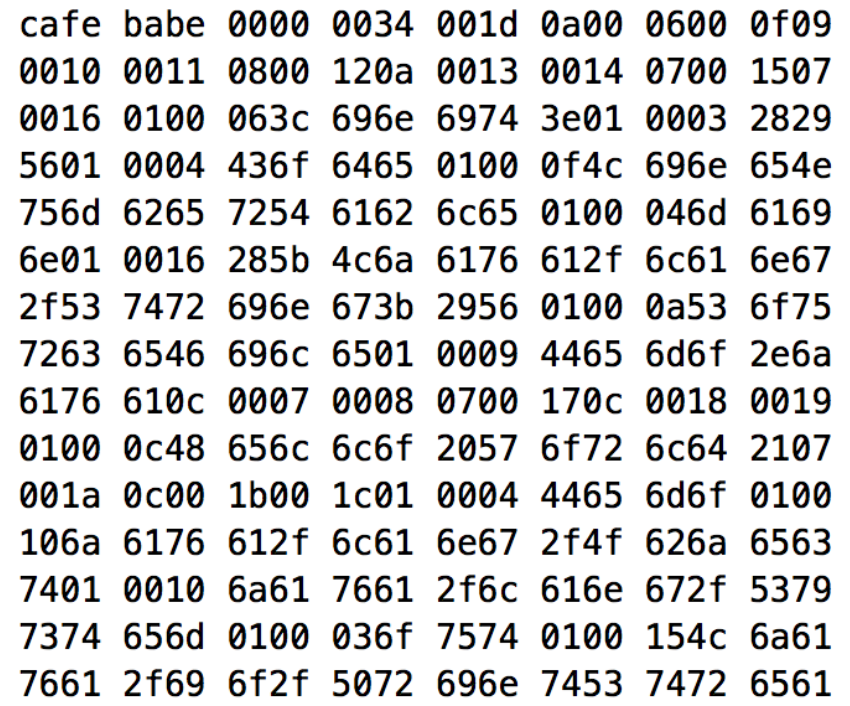 cafe babe 0000 0034 001d 0a00 0600 0f09
0010 0011 0800 120a 0013 0014 0700 1507
0016 0100 063c 696e 6974 3e01 0003 2829
5601 0004 436f 6465 0100 0f4c 696e 654e
756d 6265 7254 6162 6c65 0100 046d 6169
6e01 0016 285b 4c6a 6176 612f 6c61 6e67
2f53 7472 696e 673b 2956 0100 0a53 6f75
7263 6546 696c 6501 0009 4465 6d6f 2e6a
6176 610c 0007 0008 0700 170c 0018 0019
0100 0c48 656c 6c6f 2057 6f72 6c64 2107
001a 0c00 1b00 1c01 0004 4465 6d6f 0100
106a 6176 612f 6c61 6e67 2f4f 626a 6563
7401 0010 6a61 7661 2f6c 616e 672f 5379
7374 656d 0100 036f 7574 0100 154c 6a61
7661 2f69 6f2f 5072 696e 7453 7472 6561